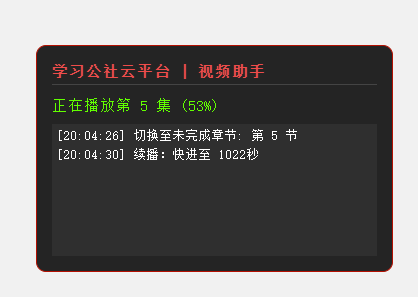 学习公社云平台 | 视频助手
正在播放第 5 集 (53%)
[20:04:26] 切换至未完成章节: 第 5 节
[20:04:30] 续播: 快进至 1022秒